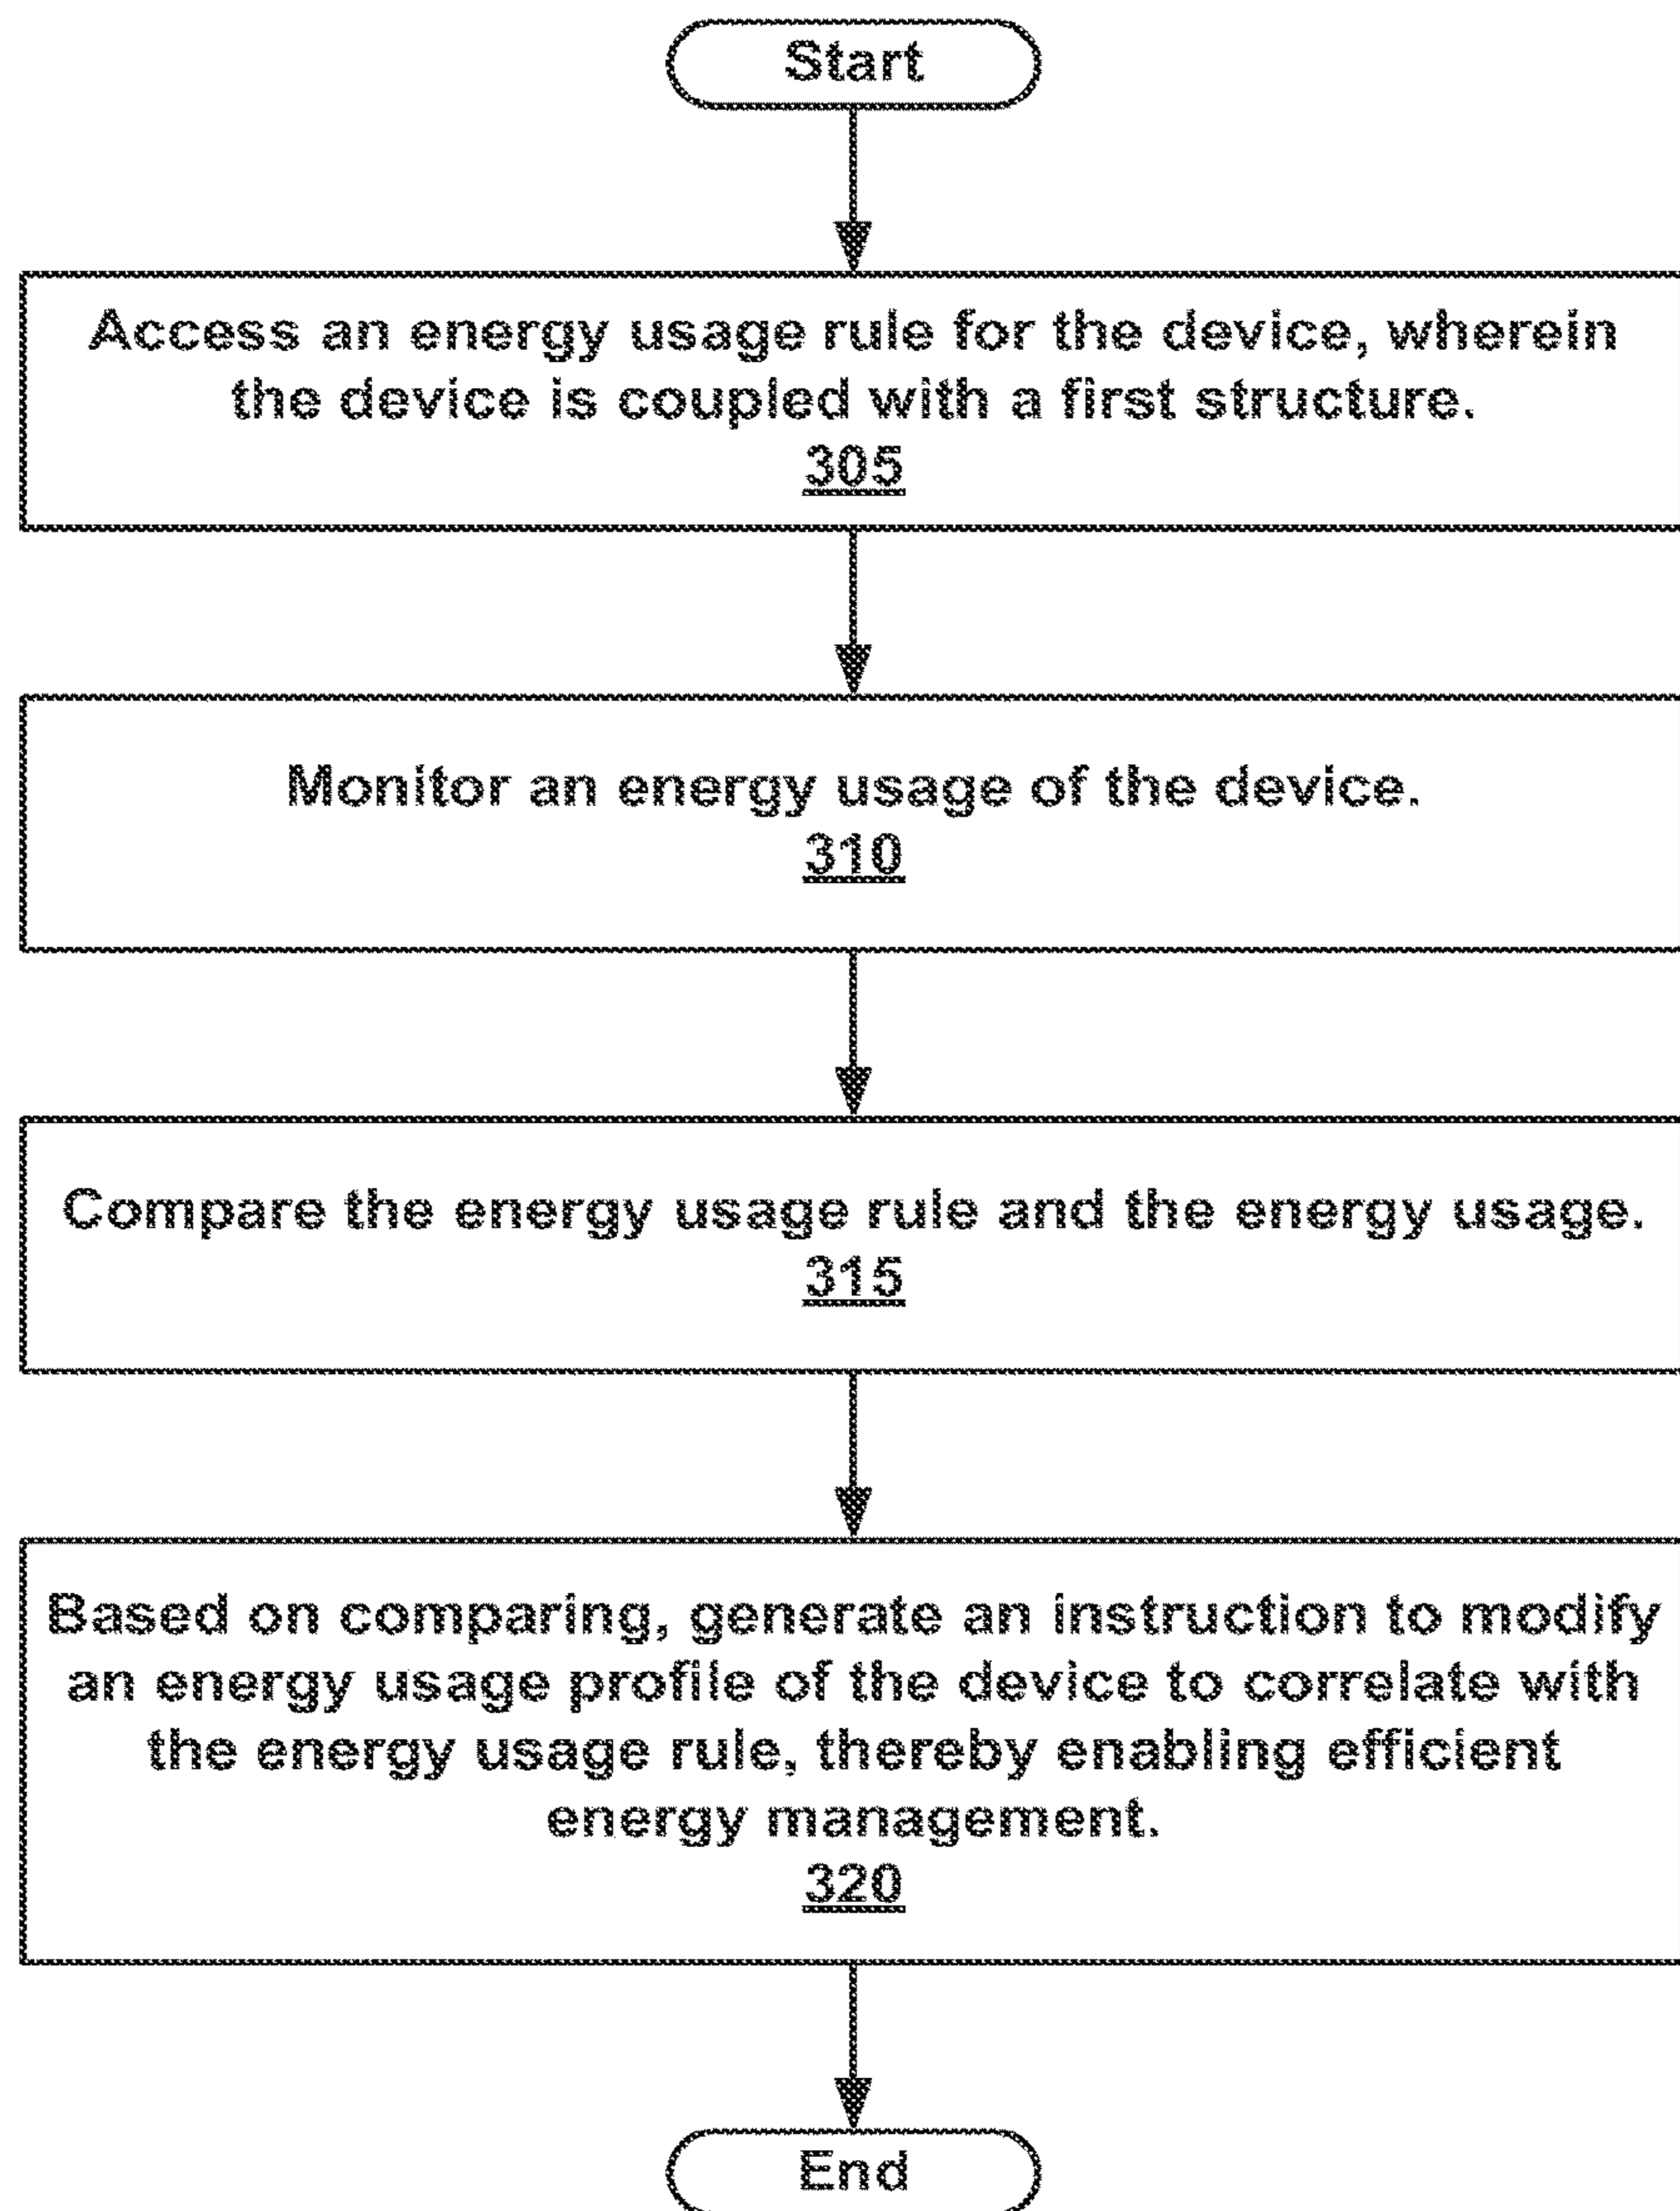 Start
Access an energy usage rule for the device, wherein
the device is coupled with a first structure.
305
Monitor an energy usage of the device.
310
Compare the energy usage rule and the energy usage.
315
Based on comparing, generate an instruction to modify
an energy usage profile of the device to correlate with
the energy usage rule, thereby enabling efficient
energy management.
320
End